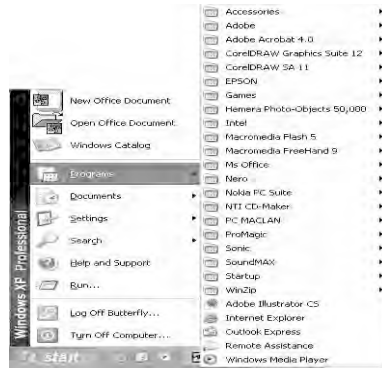 New Office Document
Open Office Document
Windows Catalog
Programs
Documents
Settings
Search
Help and Support
Run...
Log Off Butterfly...
Turn Off Computer...
Windows XP Professional
start
Accessories
Adobe
Adobe Acrobat 4.0
CorelDRAW Graphics Suite 12
CorelDRAW SA 11
EPSON
Games
Hemera Photo-Objects 50,000
Intel
Macromedia Flash 5
Macromedia FreeHand 9
Ms Office
Nero
Nokia PC Suite
NTI CD-Maker
PC MACLAN
ProMagic
Sonic
SoundMAX
Startup
WinZip
Adobe Illustrator CS
Internet Explorer
Outlook Express
Remote Assistance
Windows Media Player